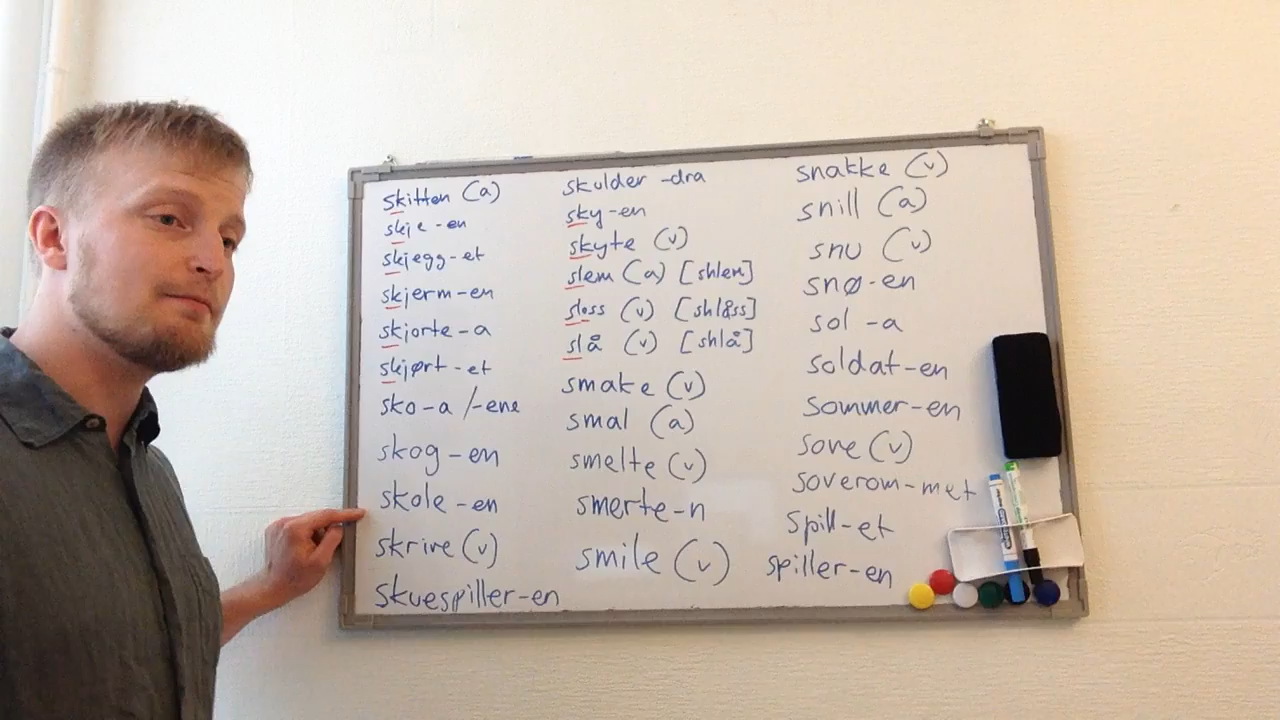 skitten (a)
skje - en
skjegg - et
skjerm - en
skjorte - a
skjørt - et
sko - a / -ene
skog - en
skole - en
skrive (v)
skuespiller - en
skulder - dra
sky - en
skyte (v)
slem (a) [shlem]
sloss (v) [shlåss]
slå (v) [shlå]
smake (v)
smal (a)
smelte (v)
smerte - n
smile (v)
snakke (v)
snill (a)
snu (v)
snø - en
sol - a
soldat - en
sommer - en
sove (v)
soverom - met
spill - et
spiller - en